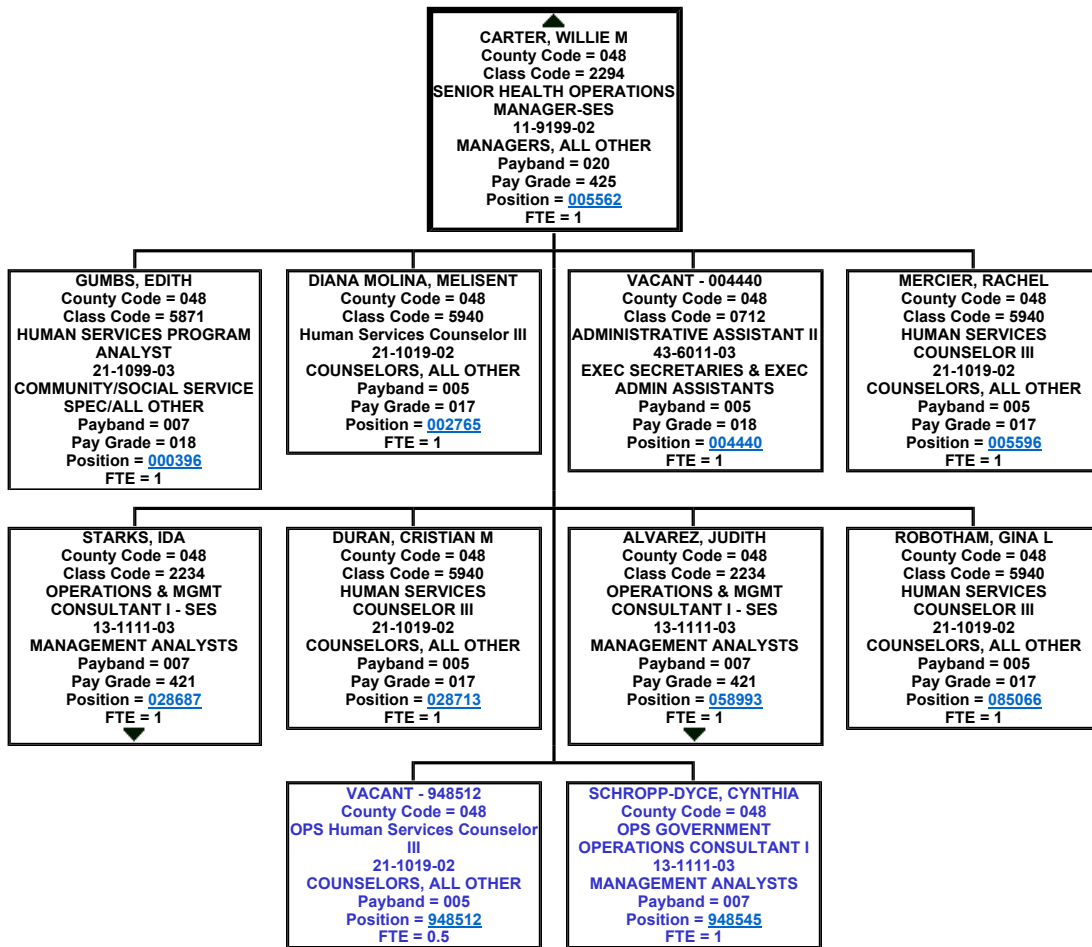 CARTER, WILLIE M
County Code = 048
Class Code = 2294
SENIOR HEALTH OPERATIONS
MANAGER-SES
11-9199-02
MANAGERS, ALL OTHER
Payband = 020
Pay Grade = 425
Position = 005562
FTE = 1
GUMBS, EDITH
County Code = 048
Class Code = 5871
HUMAN SERVICES PROGRAM
ANALYST
21-1099-03
COMMUNITY/SOCIAL SERVICE
SPEC/ALL OTHER
Payband = 007
Pay Grade = 018
Position = 000396
FTE = 1
DIANA MOLINA, MELISENT
County Code = 048
Class Code = 5940
Human Services Counselor III
21-1019-02
COUNSELORS, ALL OTHER
Payband = 005
Pay Grade = 017
Position = 002765
FTE = 1
VACANT - 004440
County Code = 048
Class Code = 0712
ADMINISTRATIVE ASSISTANT II
43-6011-03
EXEC SECRETARIES & EXEC
ADMIN ASSISTANTS
Payband = 005
Pay Grade = 018
Position = 004440
FTE = 1
MERCIER, RACHEL
County Code = 048
Class Code = 5940
HUMAN SERVICES
COUNSELOR III
21-1019-02
COUNSELORS, ALL OTHER
Payband = 005
Pay Grade = 017
Position = 005596
FTE = 1
STARKS, IDA
County Code = 048
Class Code = 2234
OPERATIONS & MGMT
CONSULTANT I - SES
13-1111-03
MANAGEMENT ANALYSTS
Payband = 007
Pay Grade = 421
Position = 028687
FTE = 1
DURAN, CRISTIAN M
County Code = 048
Class Code = 5940
HUMAN SERVICES
COUNSELOR III
21-1019-02
COUNSELORS, ALL OTHER
Payband = 005
Pay Grade = 017
Position = 028713
FTE = 1
ALVAREZ, JUDITH
County Code = 048
Class Code = 2234
OPERATIONS & MGMT
CONSULTANT I - SES
13-1111-03
MANAGEMENT ANALYSTS
Payband = 007
Pay Grade = 421
Position = 058993
FTE = 1
ROBOTHAM, GINA L
County Code = 048
Class Code = 5940
HUMAN SERVICES
COUNSELOR III
21-1019-02
COUNSELORS, ALL OTHER
Payband = 005
Pay Grade = 017
Position = 085066
FTE = 1
VACANT - 948512
County Code = 048
OPS Human Services Counselor
III
21-1019-02
COUNSELORS, ALL OTHER
Payband = 005
Position = 948512
FTE = 0.5
SCHROPP-DYCE, CYNTHIA
County Code = 048
OPS GOVERNMENT
OPERATIONS CONSULTANT I
13-1111-03
MANAGEMENT ANALYSTS
Payband = 007
Position = 948545
FTE = 1